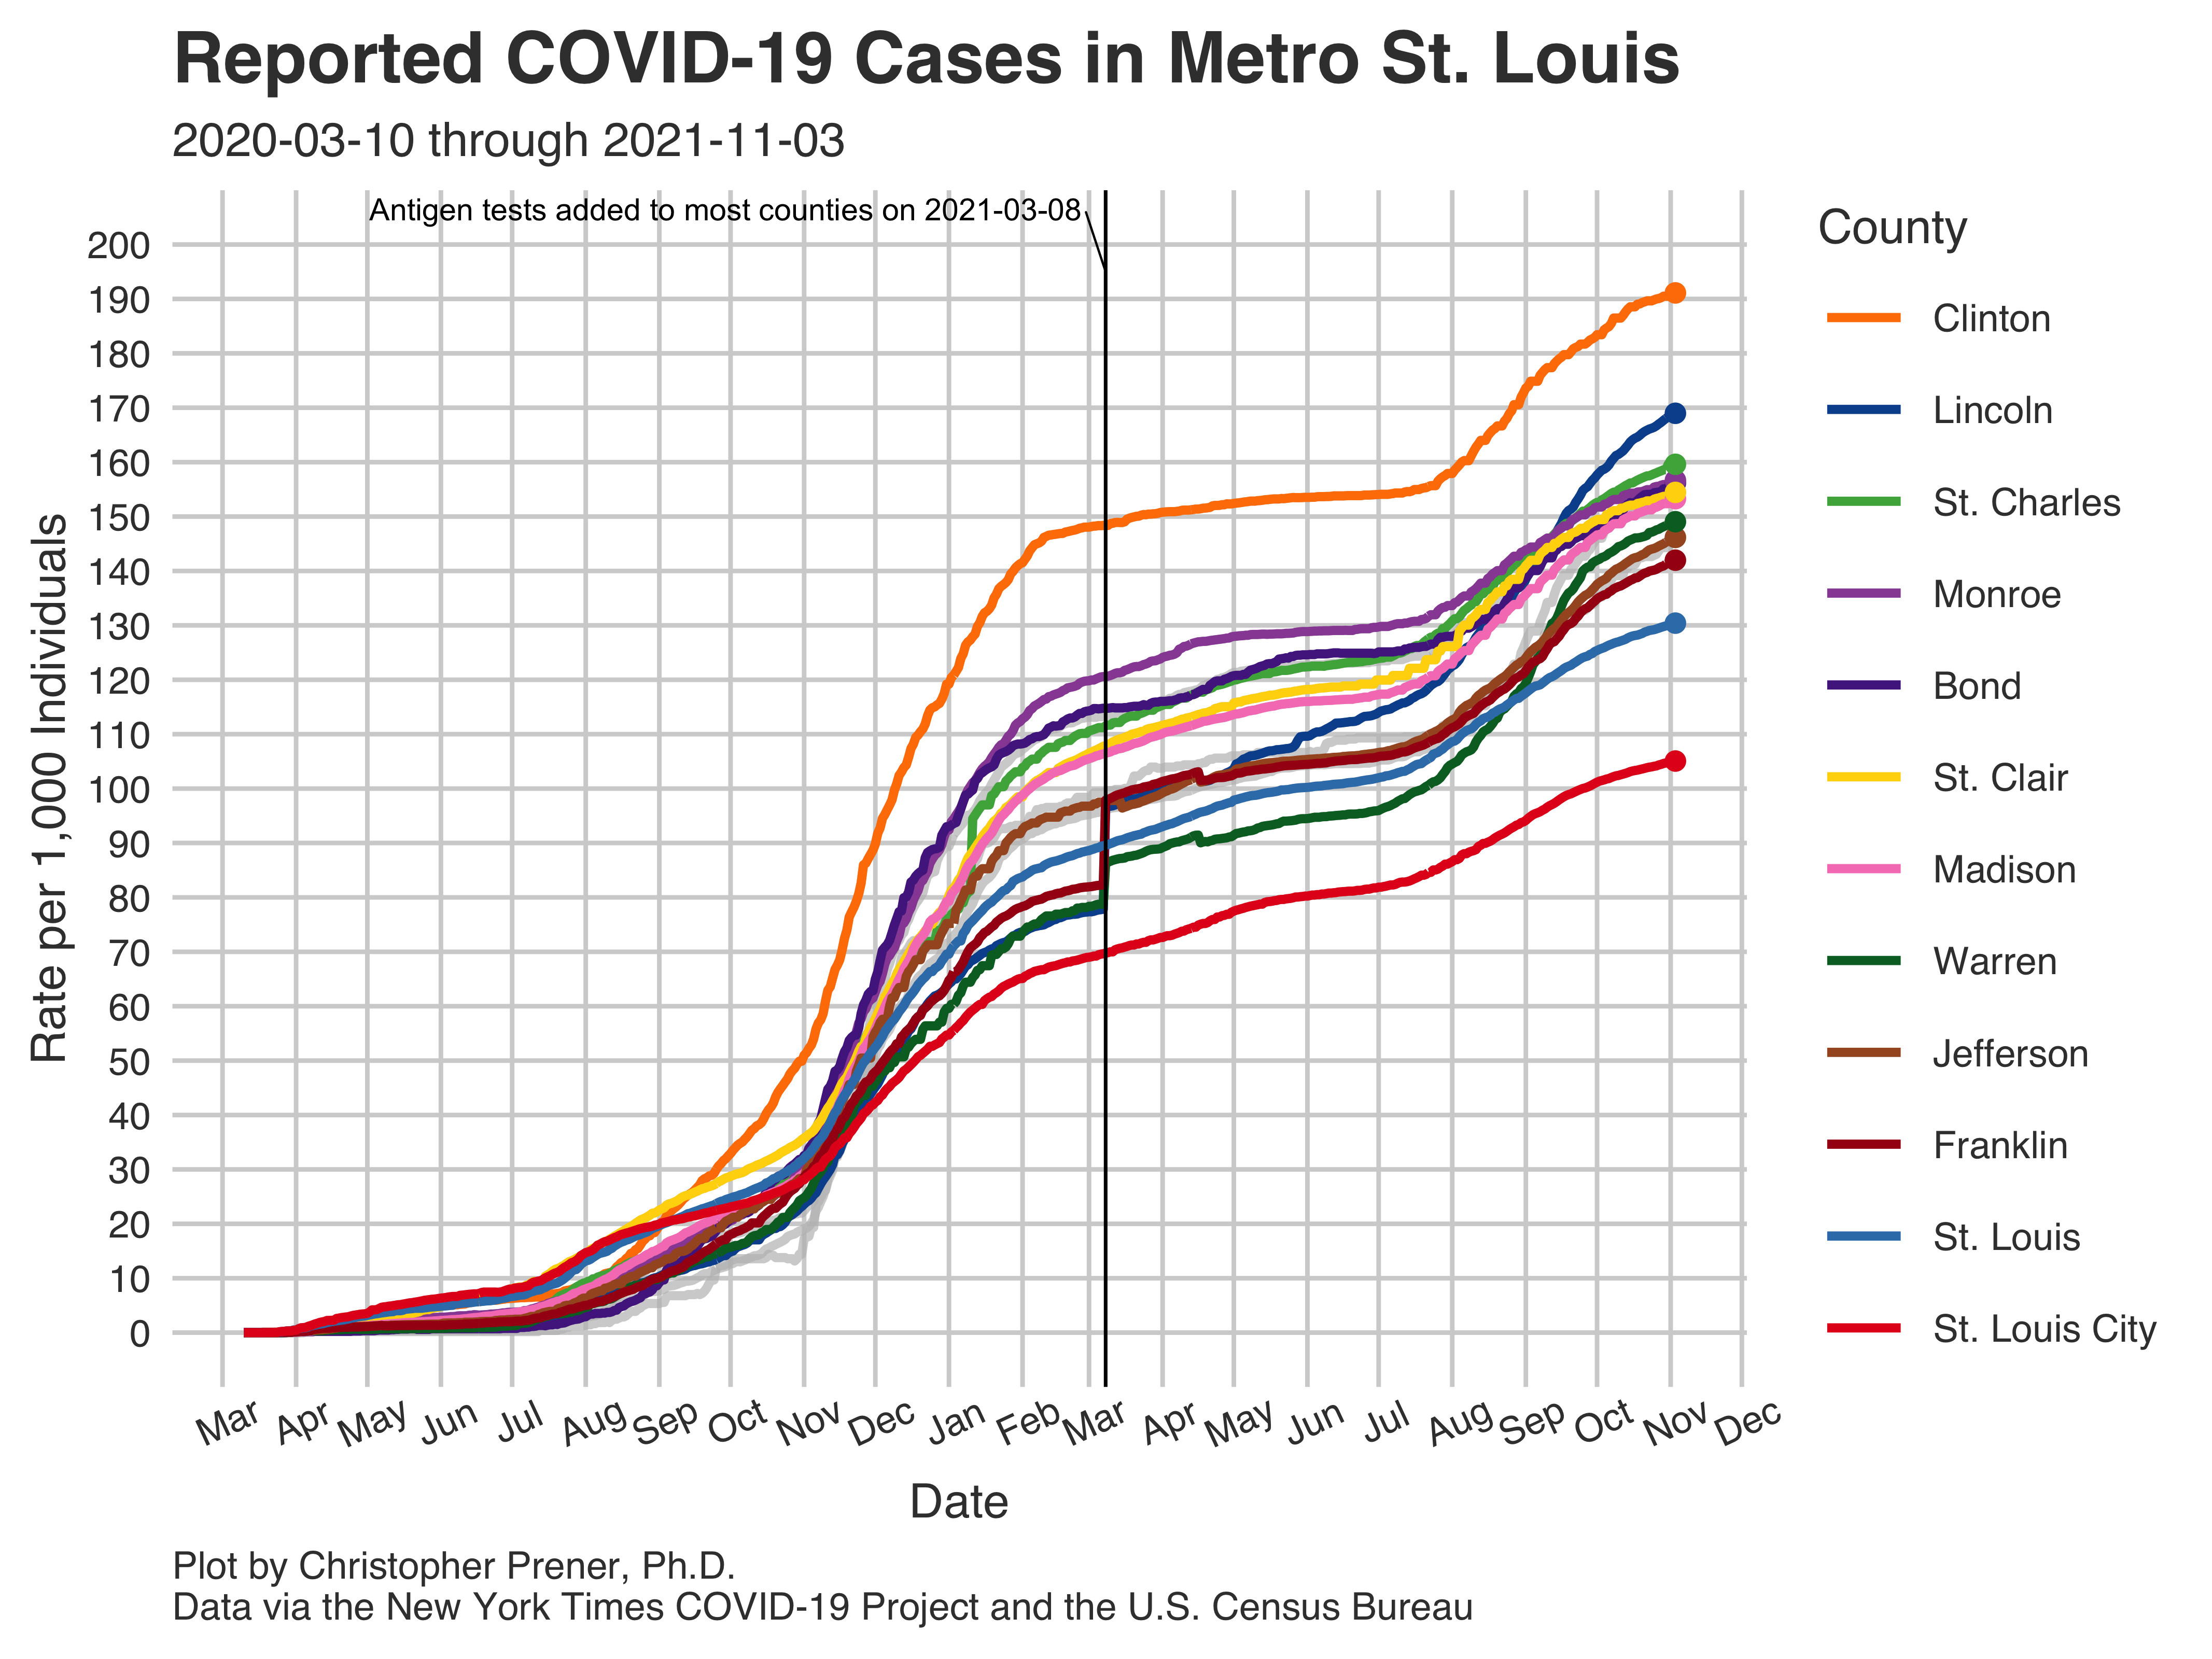 Reported COVID-19 Cases in Metro St. Louis
2020-03-10 through 2021-11-03
Antigen tests added to most counties on 2021-03-08
County
Clinton
Lincoln
St. Charles
Monroe
Bond
St. Clair
Madison
Warren
Jefferson
Franklin
St. Louis
St. Louis City
Rate per 1,000 Individuals
200
190
180
170
160
150
140
130
120
110
100
90
80
70
60
50
40
30
20
10
0
Mar Apr May Jun Jul Aug Sep Oct Nov Dec Jan Feb Mar Apr May Jun Jul Aug Sep Oct Nov Dec
Date
Plot by Christopher Prener, Ph.D.
Data via the New York Times COVID-19 Project and the U.S. Census Bureau